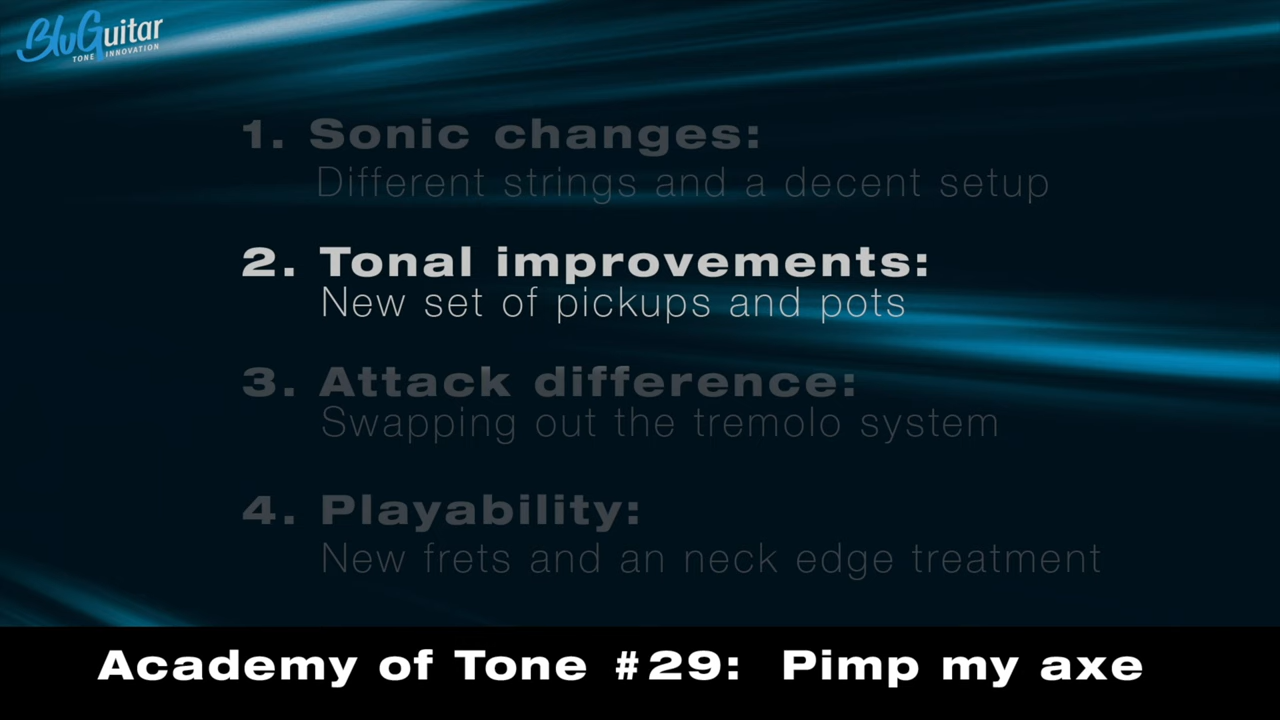 BluGuitar
TONE INNOVATION
1. Sonic changes:
Different strings and a decent setup
2. Tonal improvements:
New set of pickups and pots
3. Attack difference:
Swapping out the tremolo system
4. Playability:
New frets and an neck edge treatment
Academy of Tone #29: Pimp my axe